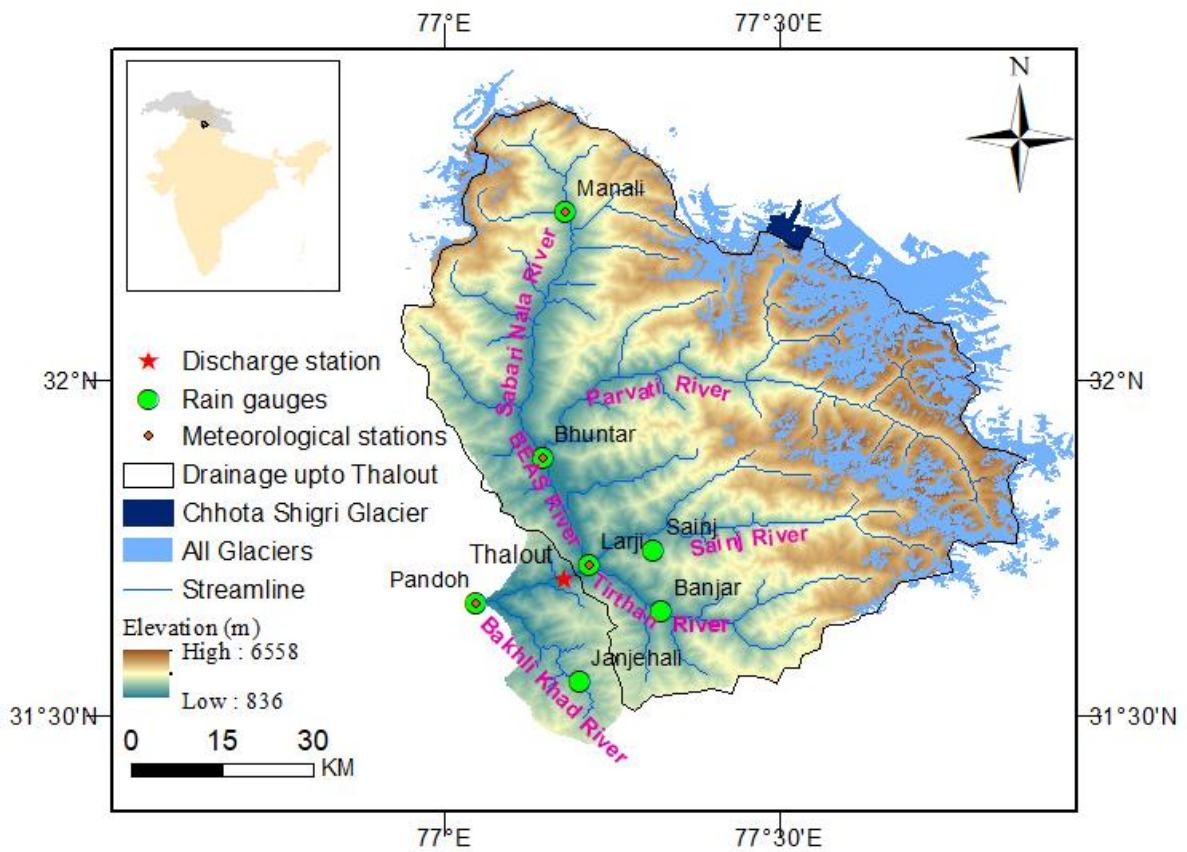 77°E 77°30'E
N
Manali
Sabari Nala River
Discharge station
32°N 32°N
Rain gauges
Parvati River
Meteorological stations
Bhuntar
BEAS River
Drainage upto Thalout
Chhota Shigri Glacier
Sainj
Sainj River
All Glaciers
Thalout
Larji
Streamline
Pandoh
Banjar
Tirthan River
Elevation (m)
High : 6558
Low : 836
Janjehali
Bakhli Khad River
31°30'N 31°30'N
0 15 30
KM
77°E 77°30'E